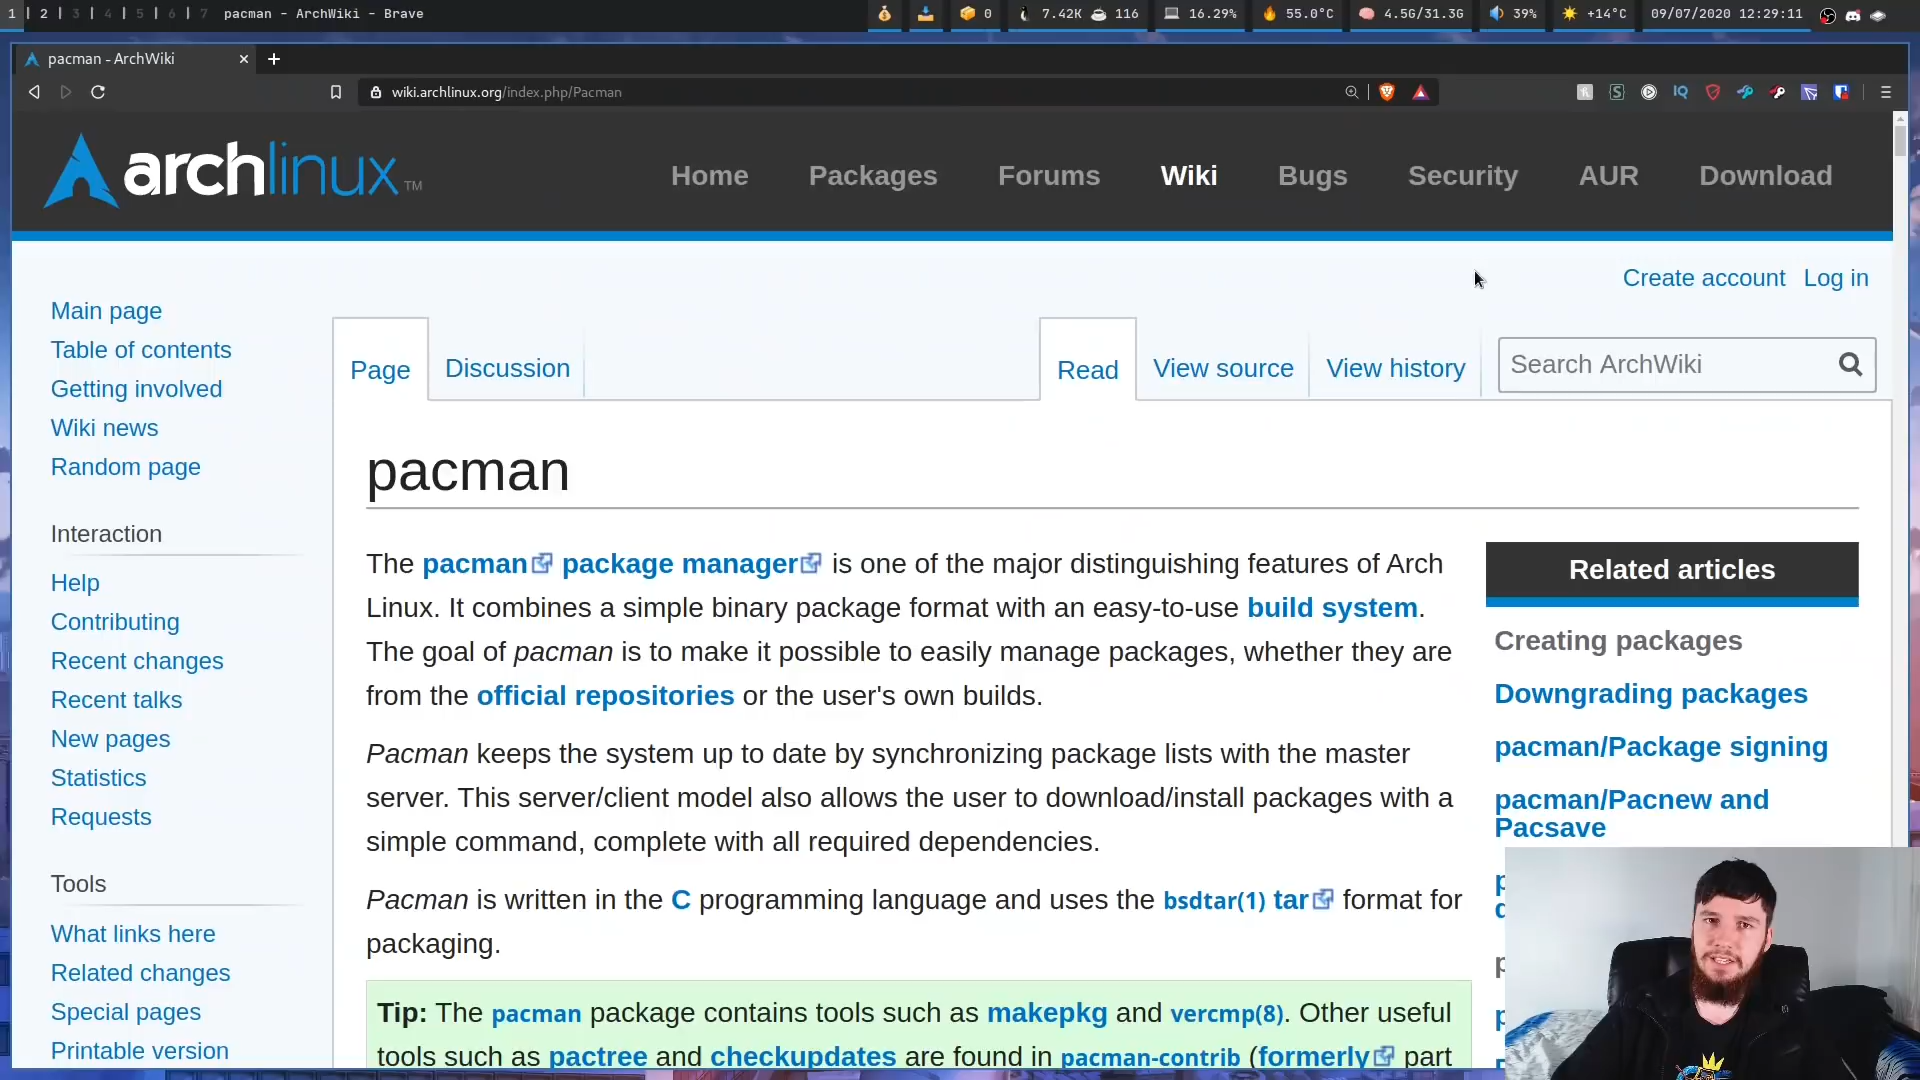 1 | 2 | 3 | 4 | 5 | 6 | 7 pacman - ArchWiki - Brave
0 7.42K 116 16.29% 55.0°C 4.5G/31.3G 39% +14°C 09/07/2020 12:29:11
pacman - ArchWiki
wiki.archlinux.org/index.php/Pacman
archlinux TM
Home Packages Forums Wiki Bugs Security AUR Download
Create account Log in
Main page
Table of contents
Getting involved
Wiki news
Random page
Interaction
Help
Contributing
Recent changes
Recent talks
New pages
Statistics
Requests
Tools
What links here
Related changes
Special pages
Printable version
Page Discussion Read View source View history Search ArchWiki
pacman
The pacman package manager is one of the major distinguishing features of Arch
Linux. It combines a simple binary package format with an easy-to-use build system.
The goal of pacman is to make it possible to easily manage packages, whether they are
from the official repositories or the user's own builds.
Pacman keeps the system up to date by synchronizing package lists with the master
server. This server/client model also allows the user to download/install packages with a
simple command, complete with all required dependencies.
Pacman is written in the C programming language and uses the bsdtar(1) tar format for
packaging.
Tip: The pacman package contains tools such as makepkg and vercmp(8). Other useful
tools such as pactree and checkupdates are found in pacman-contrib (formerly part
Related articles
Creating packages
Downgrading packages
pacman/Package signing
pacman/Pacnew and
Pacsave